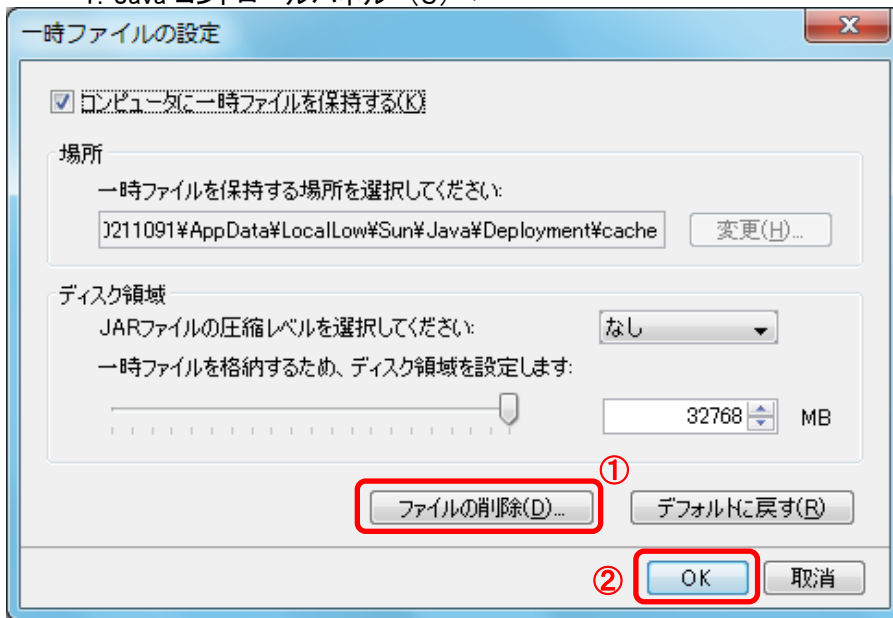 一時ファイルの設定
コンピュータに一時ファイルを保持する(K)
場所
一時ファイルを保持する場所を選択してください:
0211091¥AppData¥LocalLow¥Sun¥Java¥Deployment¥cache 変更(H)...
ディスク領域
JARファイルの圧縮レベルを選択してください: なし
一時ファイルを格納するため、ディスク領域を設定します:
32768 MB
①
ファイルの削除(D)... デフォルトに戻す(R)
② OK 取消